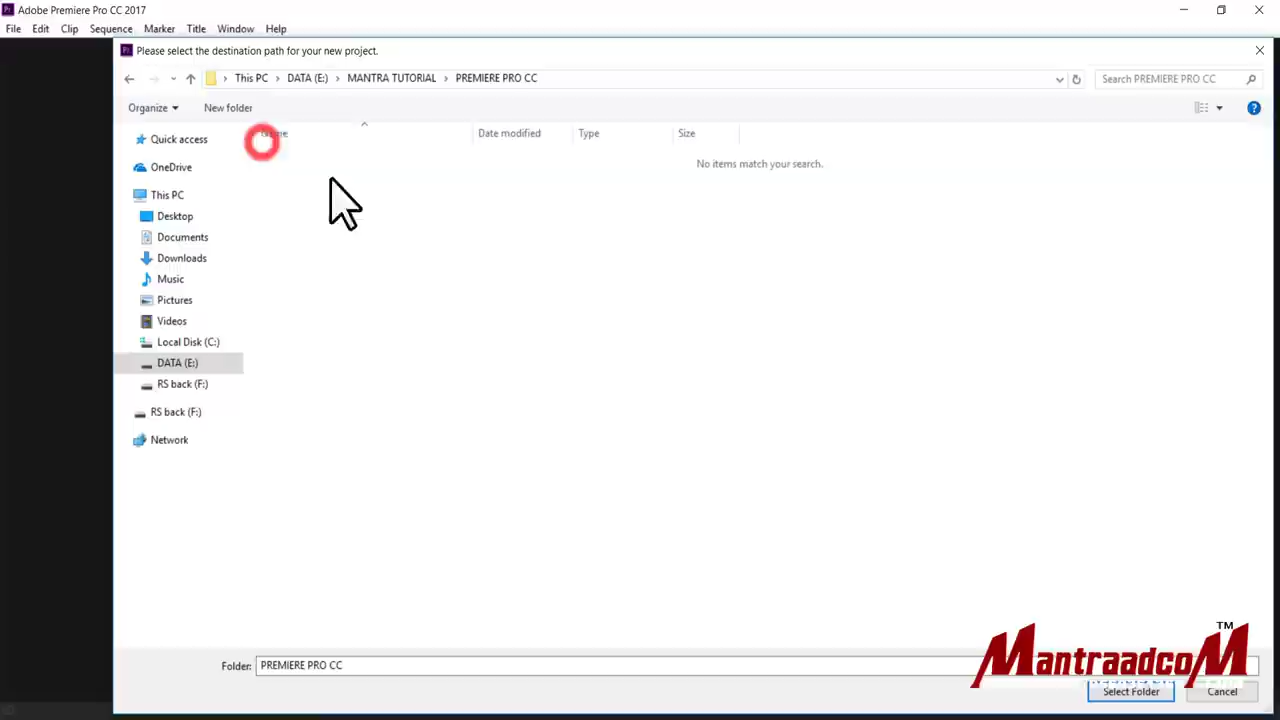 Adobe Premiere Pro CC 2017
File Edit Clip Sequence Marker Title Window Help
Please select the destination path for your new project.
This PC > DATA (E:) > MANTRA TUTORIAL > PREMIERE PRO CC
Search PREMIERE PRO CC
Organize New folder
Date modified Type Size
Quick access
No items match your search.
OneDrive
This PC
Desktop
Documents
Downloads
Music
Pictures
Videos
Local Disk (C:)
DATA (E:)
RS back (F:)
RS back (F:)
Network
Folder: PREMIERE PRO CC
MantraadcoM TM
Select Folder Cancel